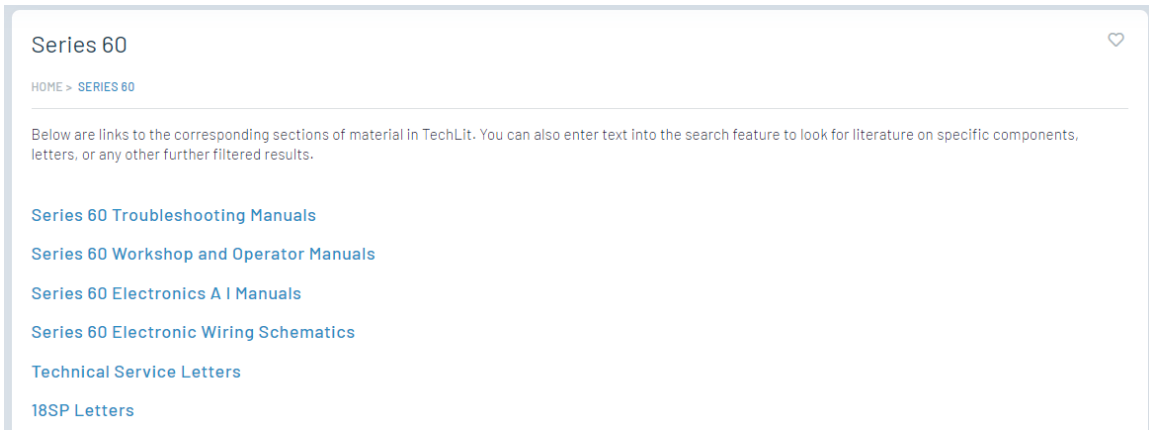 Series 60
HOME > SERIES 60
Below are links to the corresponding sections of material in TechLit. You can also enter text into the search feature to look for literature on specific components,
letters, or any other further filtered results.
Series 60 Troubleshooting Manuals
Series 60 Workshop and Operator Manuals
Series 60 Electronics A I Manuals
Series 60 Electronic Wiring Schematics
Technical Service Letters
18SP Letters